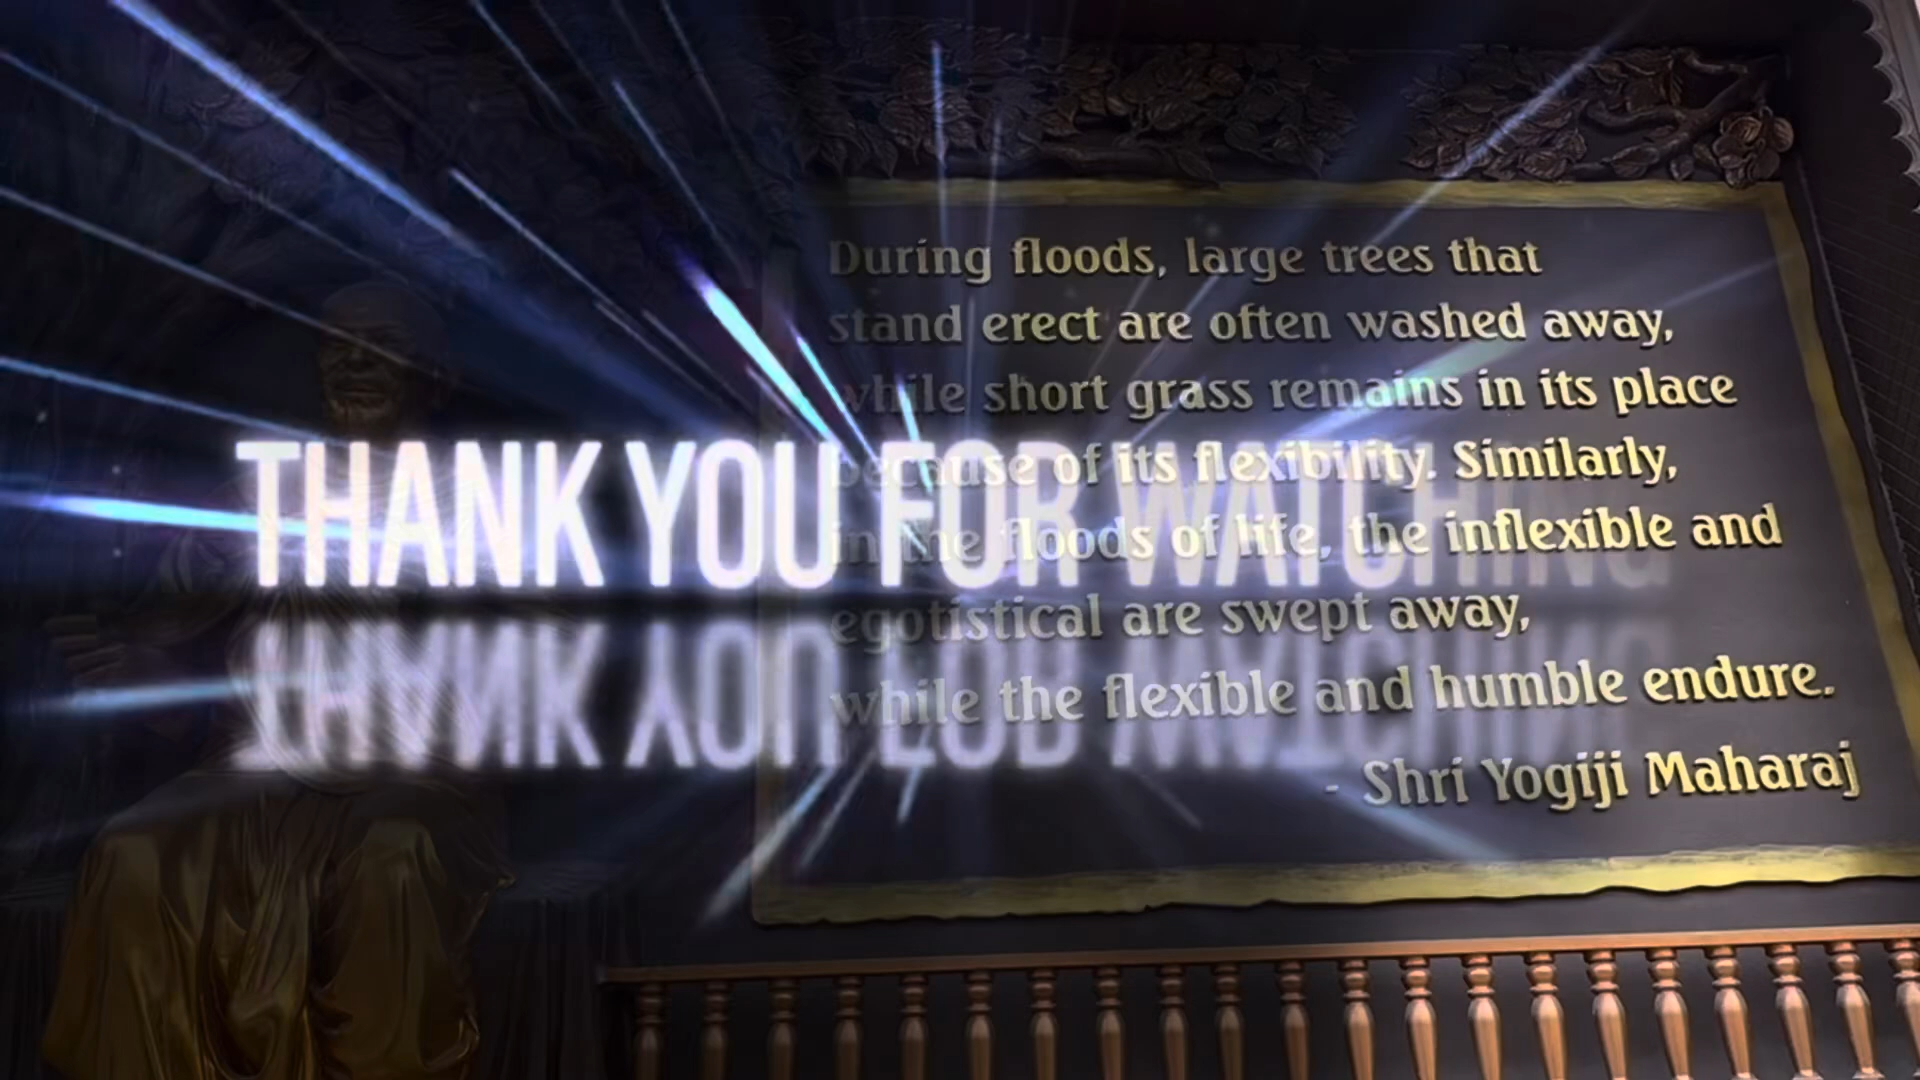 During floods, large trees that
stand erect are often washed away,
while short grass remains in its place
because of its flexibility. Similarly,
in the floods of life, the inflexible and
egotistical are swept away,
while the flexible and humble endure.
- Shri Yogiji Maharaj
THANK YOU FOR WATCHING